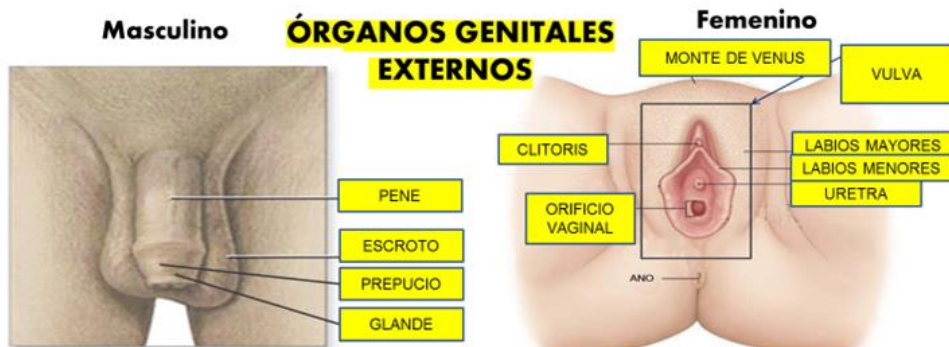 Masculino
ÓRGANOS GENITALES
EXTERNOS
Femenino
PENE
ESCROTO
PREPUCIO
GLANDE
MONTE DE VENUS
VULVA
CLITORIS
LABIOS MAYORES
LABIOS MENORES
URETRA
ORIFICIO
VAGINAL
ANO